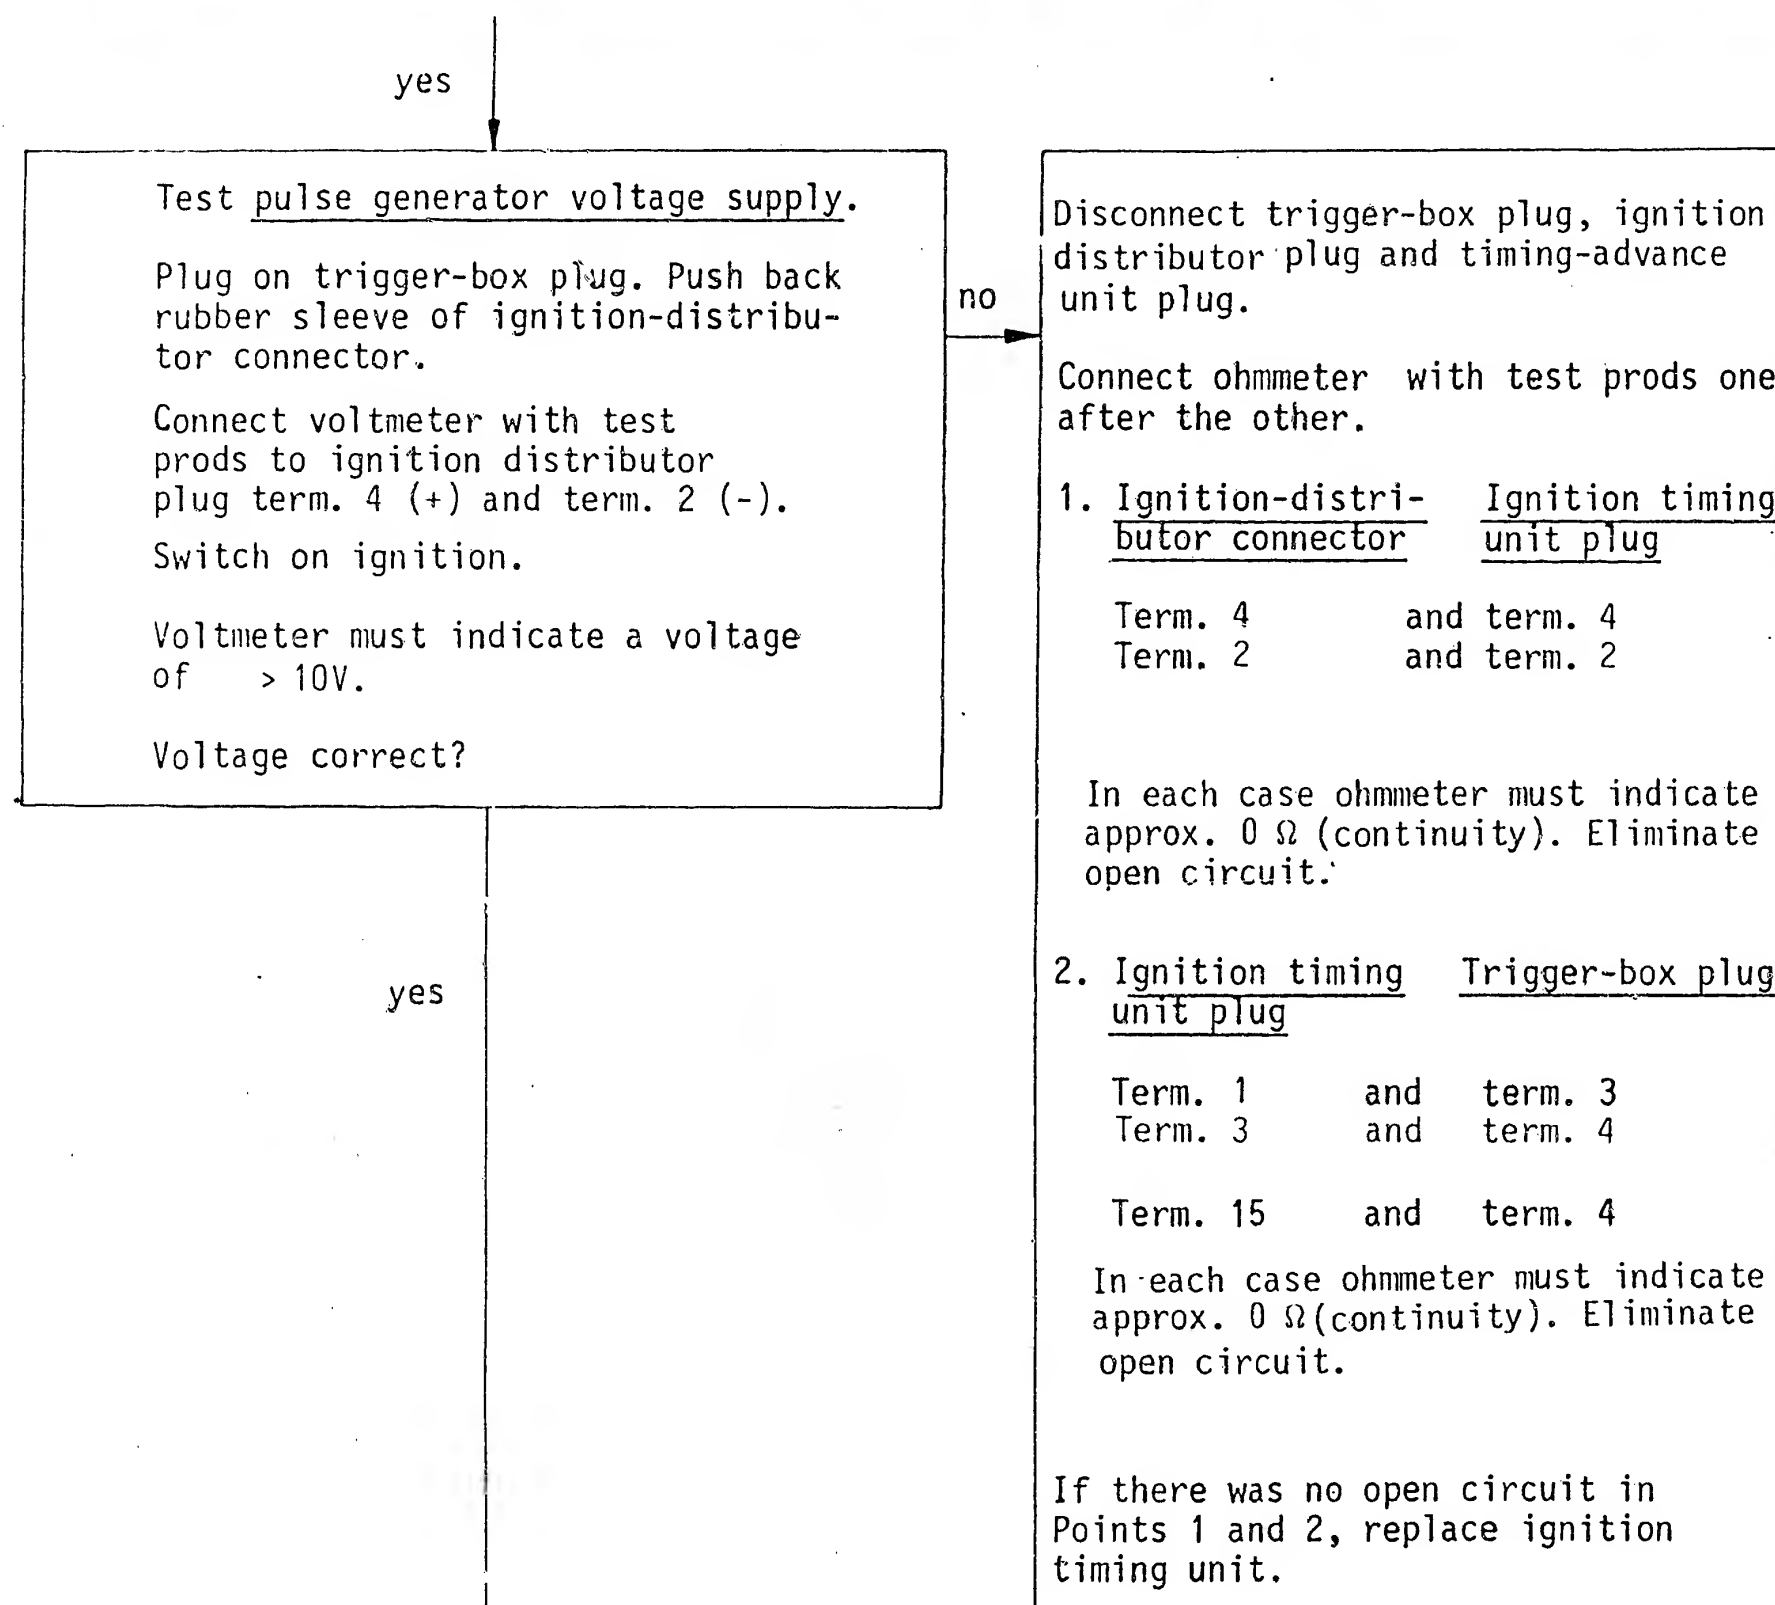 yes
Test pulse generator voltage supply.
Plug on trigger-box plug. Push back
rubber sleeve of ignition-distribu-
tor connector.
Connect voltmeter with test
prods to ignition distributor
plug term. 4 (+) and term. 2 (-).
Switch on ignition.
Voltmeter must indicate a voltage
of > 10V.
Voltage correct?
yes
no
Disconnect trigger-box plug, ignition
distributor plug and timing-advance
unit plug.
Connect ohmmeter with test prods one
after the other.
1. Ignition-distri- Ignition timing
butor connector unit plug
Term. 4 and term. 4
Term. 2 and term. 2
In each case ohmmeter must indicate
approx. 0 Ω (continuity). Eliminate
open circuit.
2. Ignition timing Trigger-box plug
unit plug
Term. 1 and term. 3
Term. 3 and term. 4
Term. 15 and term. 4
In each case ohmmeter must indicate
approx. 0 Ω (continuity). Eliminate
open circuit.
If there was no open circuit in
Points 1 and 2, replace ignition
timing unit.